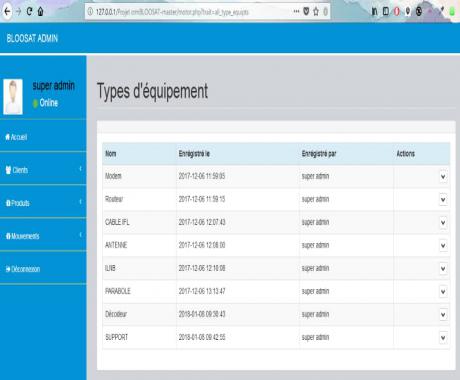 127.0.0.1/Projet crm/BLOOSAT-master/motor.php?trait=all_type_equipts
BLOOSAT ADMIN
super admin
Online
Accueil
Clients
Produits
Mouvements
Déconnexion
Types d'équipement
Nom Enrégistré le Enrégistré par Actions
Modem 2017-12-06 11:59:05 super admin
Routeur 2017-12-06 11:59:15 super admin
CABLE IFL 2017-12-06 12:07:43 super admin
ANTENNE 2017-12-06 12:08:00 super admin
ILNB 2017-12-06 12:10:08 super admin
PARABOLE 2017-12-06 13:13:47 super admin
Décodeur 2018-01-08 09:30:43 super admin
SUPPORT 2018-01-08 09:42:55 super admin